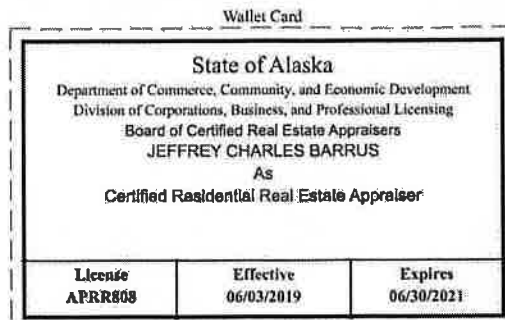 Wallet Card
State of Alaska
Department of Commerce, Community, and Economic Development
Division of Corporations, Business, and Professional Licensing
Board of Certified Real Estate Appraisers
JEFFREY CHARLES BARRUS
As
Certified Residential Real Estate Appraiser
License Effective Expires
APRR808 06/03/2019 06/30/2021